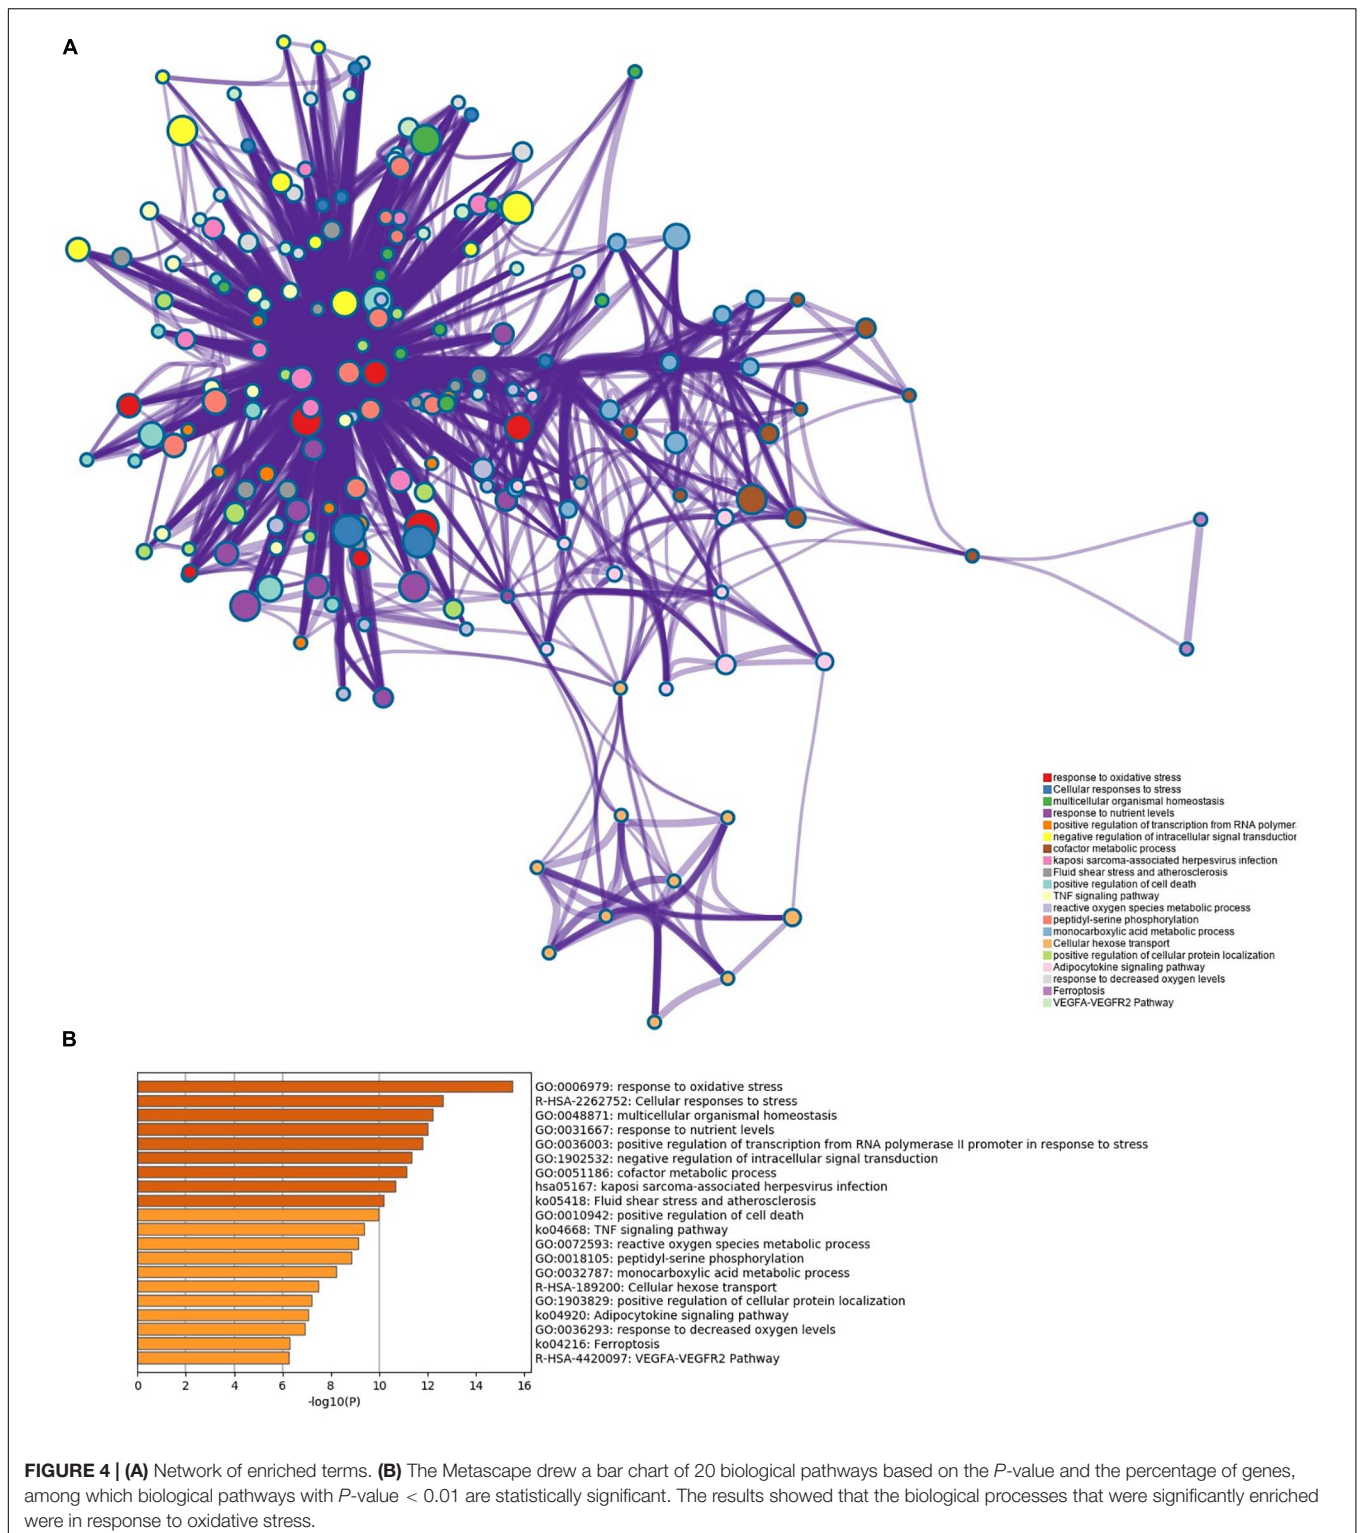 A
response to oxidative stress
Cellular responses to stress
multicellular organismal homeostasis
response to nutrient levels
positive regulation of transcription from RNA polymer
negative regulation of intracellular signal transduction
cofactor metabolic process
kaposi sarcoma-associated herpesvirus infection
Fluid shear stress and atherosclerosis
positive regulation of cell death
TNF signaling pathway
reactive oxygen species metabolic process
peptidyl-serine phosphorylation
monocarboxylic acid metabolic process
Cellular hexose transport
positive regulation of cellular protein localization
Adipocytokine signaling pathway
response to decreased oxygen levels
Ferroptosis
VEGFA-VEGFR2 Pathway
B
GO:0006979: response to oxidative stress
R-HSA-2262752: Cellular responses to stress
GO:0048871: multicellular organismal homeostasis
GO:0031667: response to nutrient levels
GO:0036003: positive regulation of transcription from RNA polymerase II promoter in response to stress
GO:1902532: negative regulation of intracellular signal transduction
GO:0051186: cofactor metabolic process
hsa05167: kaposi sarcoma-associated herpesvirus infection
ko05418: Fluid shear stress and atherosclerosis
GO:0010942: positive regulation of cell death
ko04668: TNF signaling pathway
GO:0072593: reactive oxygen species metabolic process
GO:0018105: peptidyl-serine phosphorylation
GO:0032787: monocarboxylic acid metabolic process
R-HSA-189200: Cellular hexose transport
GO:1903829: positive regulation of cellular protein localization
ko04920: Adipocytokine signaling pathway
GO:0036293: response to decreased oxygen levels
ko04216: Ferroptosis
R-HSA-4420097: VEGFA-VEGFR2 Pathway
0 2 4 6 8 10 12 14 16
-log10(P)
FIGURE 4 | (A) Network of enriched terms. (B) The Metascape drew a bar chart of 20 biological pathways based on the P-value and the percentage of genes,
among which biological pathways with P-value < 0.01 are statistically significant. The results showed that the biological processes that were significantly enriched
were in response to oxidative stress.